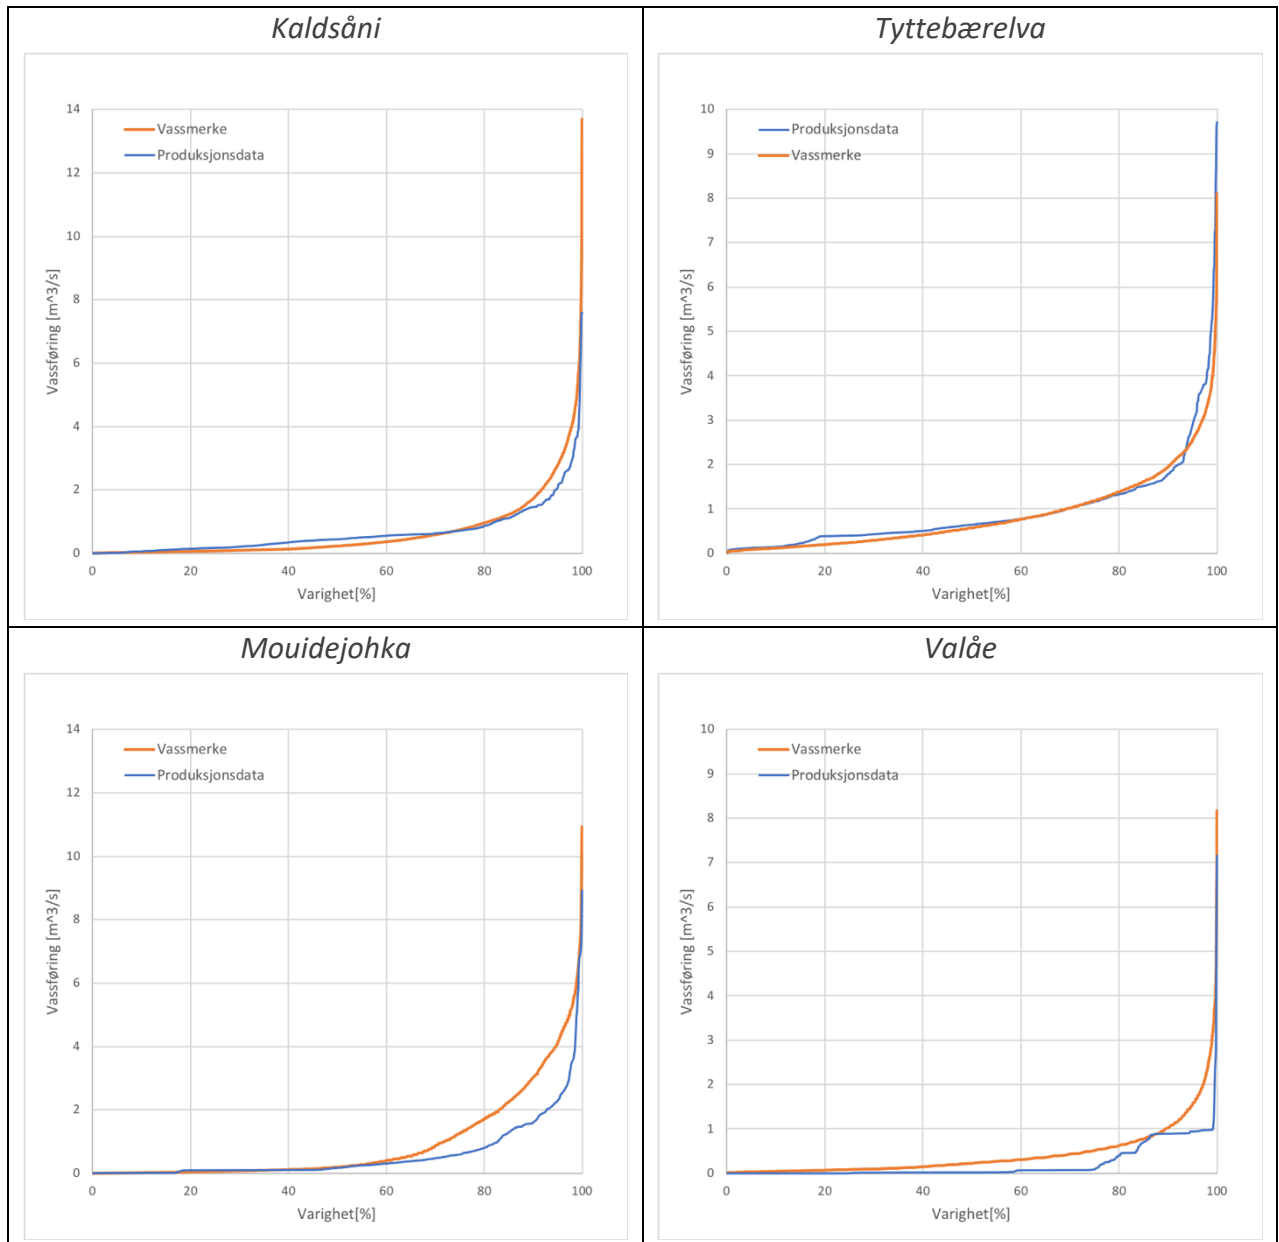 Kaldsåni
14
12
10
8
6
4
2
0
Vassføring [m^3/s]
Vassmerke
Produksjonsdata
0 20 40 60 80 100
Varighet[%]
Tyttebærelva
10
9
8
7
6
5
4
3
2
1
0
Vassføring [m^3/s]
Produksjonsdata
Vassmerke
0 20 40 60 80 100
Varighet[%]
Mouidejohka
14
12
10
8
6
4
2
0
Vassføring [m^3/s]
Vassmerke
Produksjonsdata
0 20 40 60 80 100
Varighet[%]
Valåe
10
9
8
7
6
5
4
3
2
1
0
Vassføring [m^3/s]
Vassmerke
Produksjonsdata
0 20 40 60 80 100
Varighet[%]